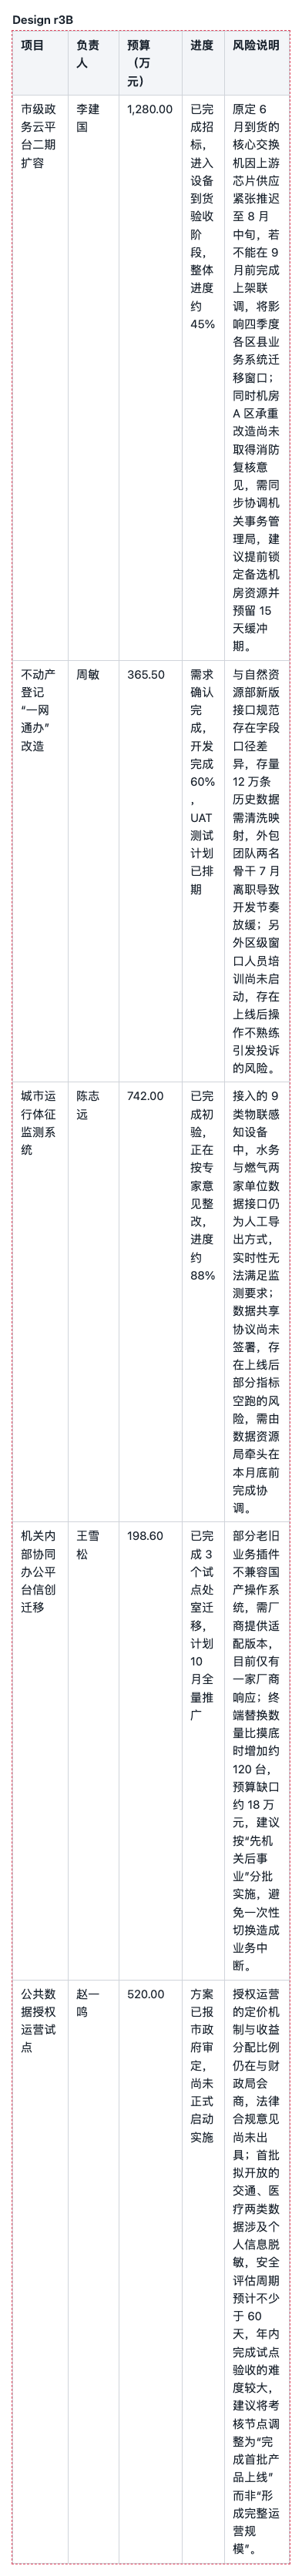 Design r3B
项目
负责
人
预算
（万
元）
进度
风险说明
市级政
务云平
台二期
扩容
李建
国
1,280.00
已完
成招
标，
进入
设备
到货
验收
阶
段，
整体
进度
约
45%
原定 6
月到货的
核心交换
机因上游
芯片供应
紧张推迟
至 8 月
中旬，若
不能在 9
月前完成
上架联
调，将影
响四季度
各区县业
务系统迁
移窗口；
同时机房
A 区承重
改造尚未
取得消防
复核意
见，需同
步协调机
关事务管
理局，建
议提前锁
定备选机
房资源并
预留 15
天缓冲
期。
不动产
登记
“一网
通办”
改造
周敏
365.50
需求
确认
完
成，
开发
完成
60%
，
UAT
测试
计划
已排
期
与自然资
源部新版
接口规范
存在字段
口径差
异，存量
12 万条
历史数据
需清洗映
射，外包
团队两名
骨干 7 月
离职导致
开发节奏
放缓；另
外区级窗
口人员培
训尚未启
动，存在
上线后操
作不熟练
引发投诉
的风险。
城市运
行体征
监测系
统
陈志
远
742.00
已完
成初
验，
正在
按专
家意
见整
改，
进度
约
88%
接入的 9
类物联感
知设备
中，水务
与燃气两
家单位数
据接口仍
为人工导
出方式，
实时性无
法满足监
测要求；
数据共享
协议尚未
签署，存
在上线后
部分指标
空跑的风
险，需由
数据资源
局牵头在
本月底前
完成协
调。
机关内
部协同
办公平
台信创
迁移
王雪
松
198.60
已完
成 3
个试
点处
室迁
移，
计划
10
月全
量推
广
部分老旧
业务插件
不兼容国
产操作系
统，需厂
商提供适
配版本，
目前仅有
一家厂商
响应；终
端替换数
量比摸底
时增加约
120 台，
预算缺口
约 18 万
元，建议
按“先机
关后事
业”分批
实施，避
免一次性
切换造成
业务中
断。
公共数
据授权
运营试
点
赵一
鸣
520.00
方案
已报
市政
府审
定，
尚未
正式
启动
实施
授权运营
的定价机
制与收益
分配比例
仍在与财
政局会
商，法律
合规意见
尚未出
具；首批
拟开放的
交通、医
疗两类数
据涉及个
人信息脱
敏，安全
评估周期
预计不少
于 60
天，年内
完成试点
验收的难
度较大，
建议将考
核节点调
整为“完
成首批产
品上线”
而非“形
成完整运
营规
模”。